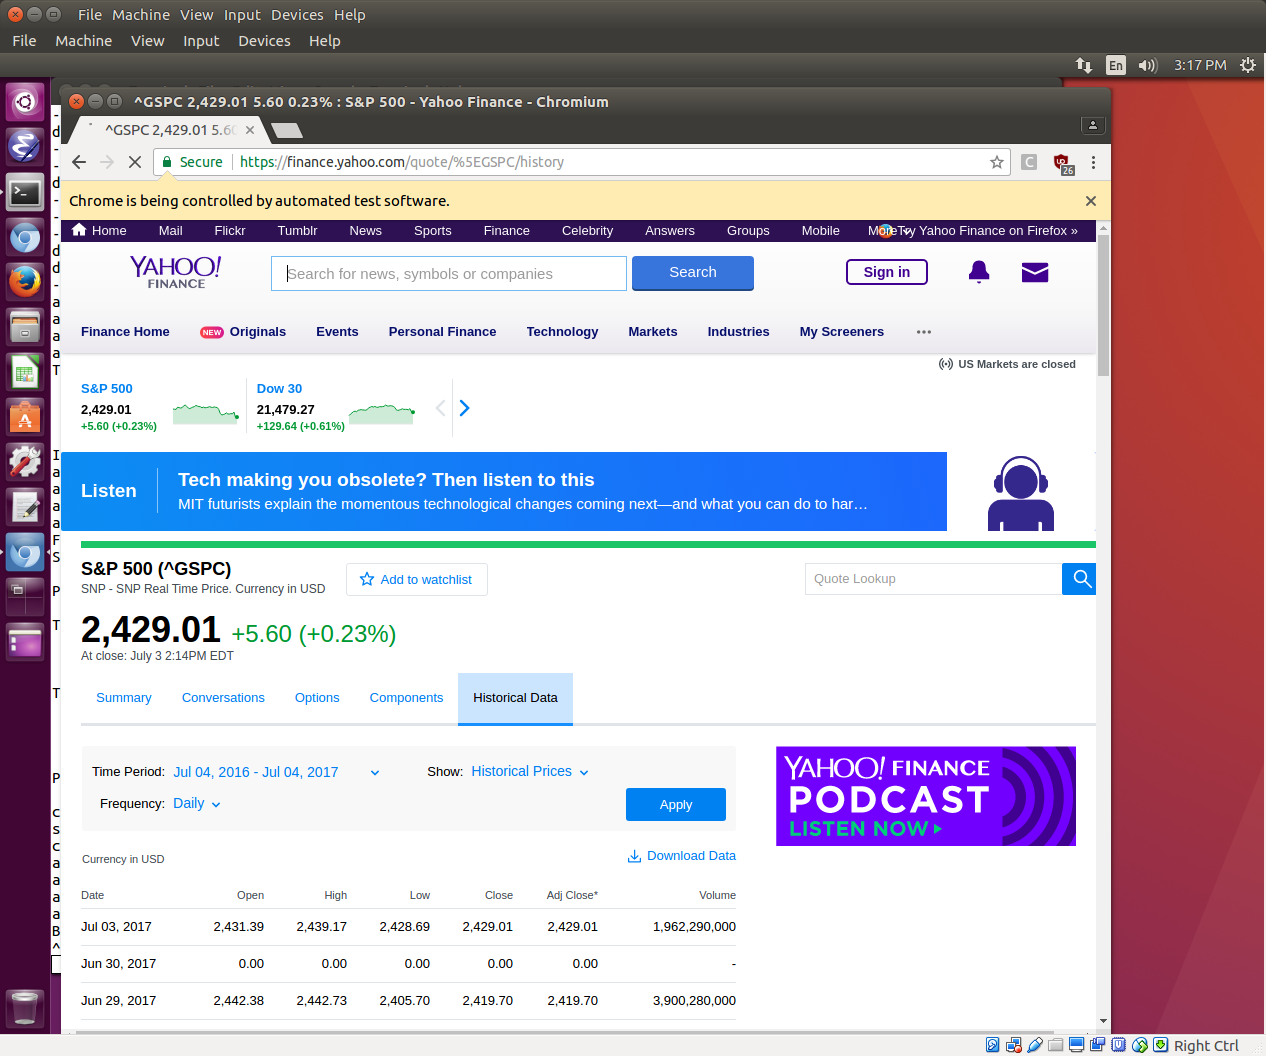 File Machine View Input Devices Help
File Machine View Input Devices Help
En 3:17 PM
^GSPC 2,429.01 5.60 0.23% : S&P 500 - Yahoo Finance - Chromium
^GSPC 2,429.01 5.60
Secure https://finance.yahoo.com/quote/%5EGSPC/history
C 26
Chrome is being controlled by automated test software.
Home Mail Flickr Tumblr News Sports Finance Celebrity Answers Groups Mobile More Try Yahoo Finance on Firefox »
YAHOO! FINANCE
Search for news, symbols or companies
Search
Sign in
Finance Home NEW Originals Events Personal Finance Technology Markets Industries My Screeners
US Markets are closed
S&P 500 Dow 30
2,429.01 21,479.27
+5.60 (+0.23%) +129.64 (+0.61%)
Listen
Tech making you obsolete? Then listen to this
MIT futurists explain the momentous technological changes coming next—and what you can do to har…
S&P 500 (^GSPC)
SNP - SNP Real Time Price. Currency in USD
Add to watchlist
Quote Lookup
2,429.01 +5.60 (+0.23%)
At close: July 3 2:14PM EDT
Summary Conversations Options Components Historical Data
Time Period: Jul 04, 2016 - Jul 04, 2017 Show: Historical Prices
Frequency: Daily Apply
YAHOO! FINANCE
PODCAST
LISTEN NOW
Currency in USD Download Data
Date Open High Low Close Adj Close* Volume
Jul 03, 2017 2,431.39 2,439.17 2,428.69 2,429.01 2,429.01 1,962,290,000
Jun 30, 2017 0.00 0.00 0.00 0.00 0.00 -
Jun 29, 2017 2,442.38 2,442.73 2,405.70 2,419.70 2,419.70 3,900,280,000
Right Ctrl